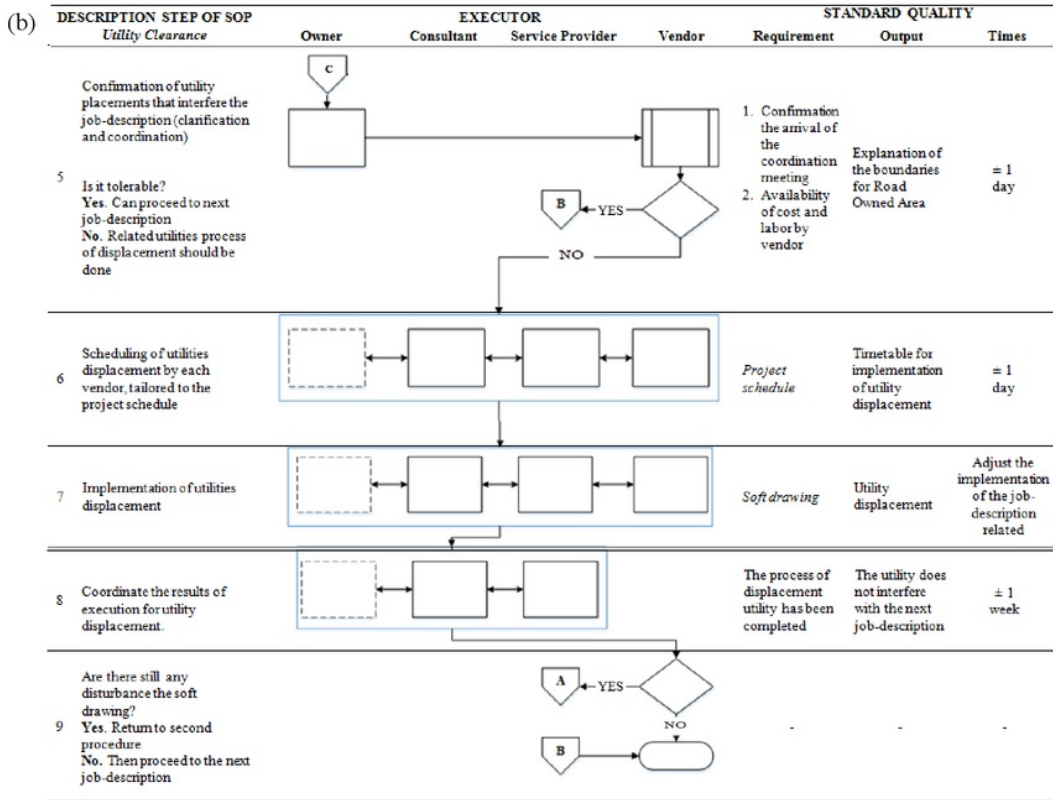 (b)
DESCRIPTION STEP OF SOP
Utility Clearance
EXECUTOR
STANDARD QUALITY
Owner
Consultant
Service Provider
Vendor
Requirement
Output
Times
5
Confirmation of utility
placements that interfere the
job-description (clarification
and coordination)
Is it tolerable?
Yes. Can proceed to next
job-description
No. Related utilities process
of displacement should be
done
C
B
YES
NO
1. Confirmation
the arrival of
the
coordination
meeting
2. Availability
of cost and
labor by
vendor
Explanation of
the boundaries
for Road
Owned Area
± 1
day
6
Scheduling of utilities
displacement by each
vendor, tailored to the
project schedule
Project
schedule
Timetable for
implementation
of utility
displacement
± 1
day
7
Implementation of utilities
displacement
Soft drawing
Utility
displacement
Adjust the
implementation
of the job-
description
related
8
Coordinate the results of
execution for utility
displacement.
The process of
displacement
utility has been
completed
The utility does
not interfere
with the next
job-description
± 1
week
9
Are there still any
disturbance the soft
drawing?
Yes. Return to second
procedure
No. Then proceed to the next
job-description
A
YES
NO
B
-
-
-